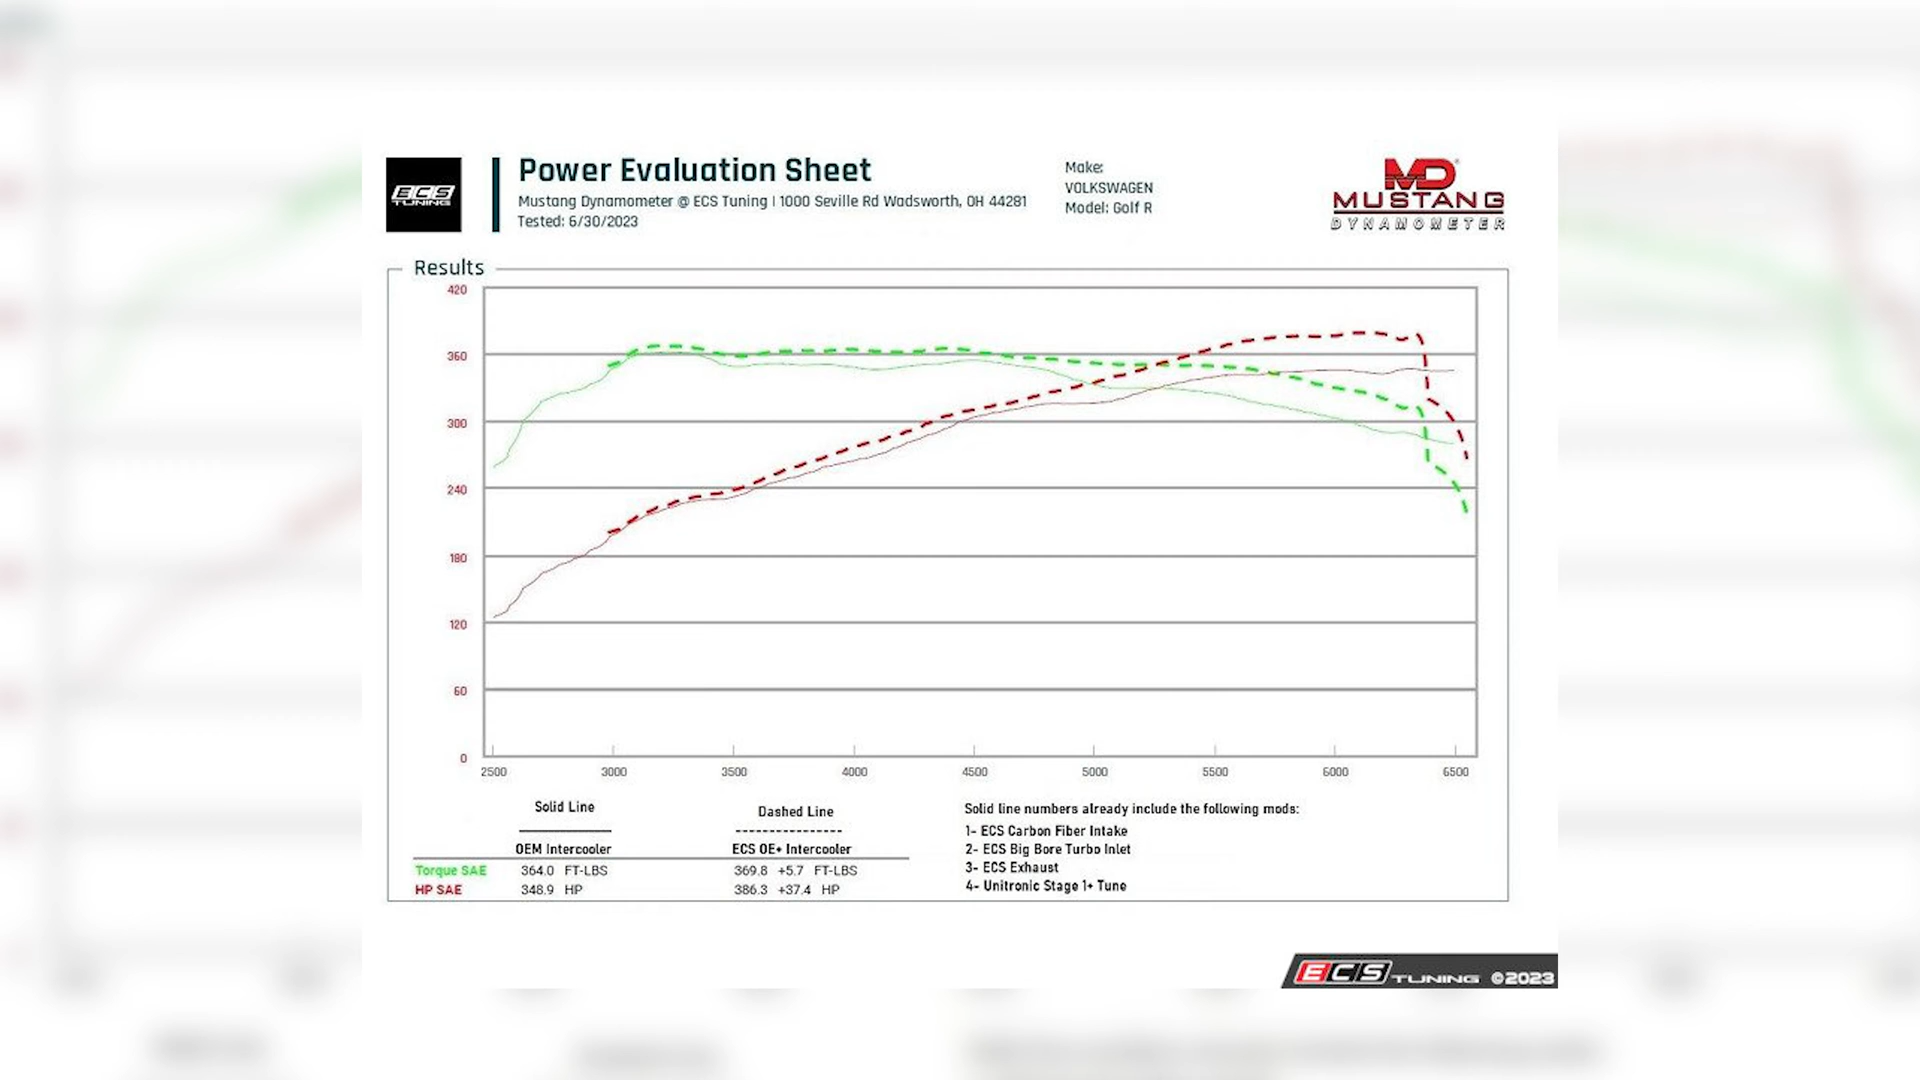 ECS
TUNING
Power Evaluation Sheet
Mustang Dynamometer @ ECS Tuning | 1000 Seville Rd Wadsworth, OH 44281
Tested: 6/30/2023
Make:
VOLKSWAGEN
Model: Golf R
MD
MUSTANG
DYNAMOMETER
Results
420
360
300
240
180
120
60
0
2500 3000 3500 4000 4500 5000 5500 6000 6500
Solid Line
OEM Intercooler
Dashed Line
ECS OE+ Intercooler
Torque SAE 364.0 FT-LBS 369.8 +5.7 FT-LBS
HP SAE 348.9 HP 386.3 +37.4 HP
Solid line numbers already include the following mods:
1- ECS Carbon Fiber Intake
2- ECS Big Bore Turbo Inlet
3- ECS Exhaust
4- Unitronic Stage 1+ Tune
ECS TUNING ©2023